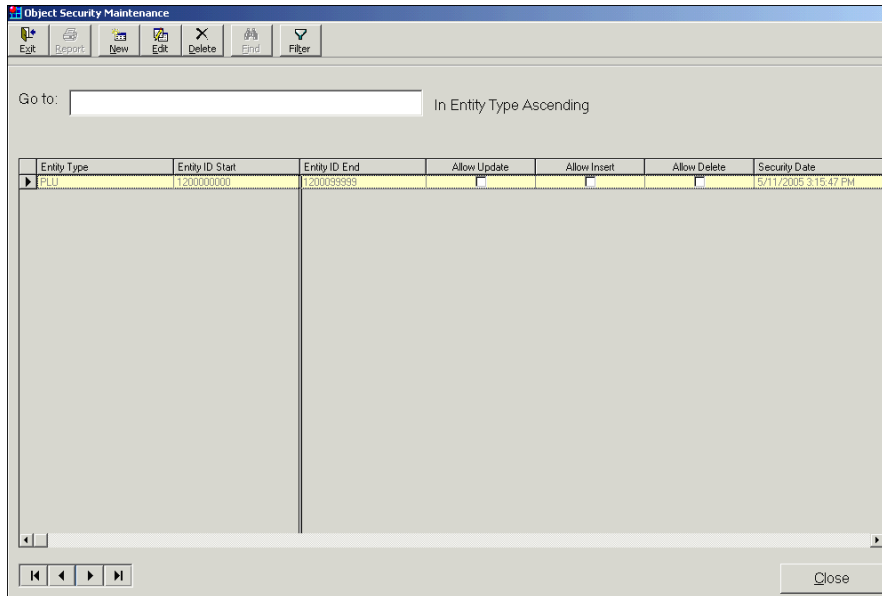 Object Security Maintenance
Exit Report New Edit Delete Find Filter
Go to: In Entity Type Ascending
Entity Type Entity ID Start Entity ID End Allow Update Allow Insert Allow Delete Security Date
PLU 1200000000 1200099999 5/11/2005 3:15:47 PM
Close